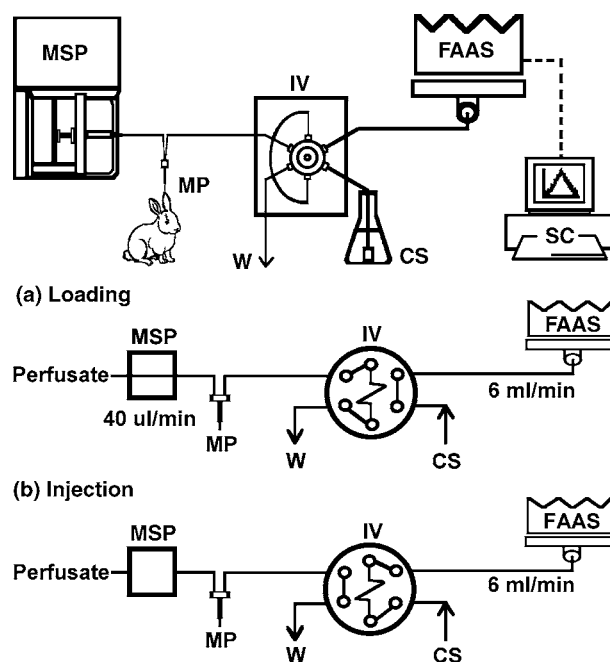 MSP
FAAS
IV
MP
W
CS
SC
(a) Loading
MSP
IV
FAAS
Perfusate
40 ul/min
6 ml/min
MP
W
CS
(b) Injection
MSP
IV
FAAS
Perfusate
6 ml/min
MP
W
CS